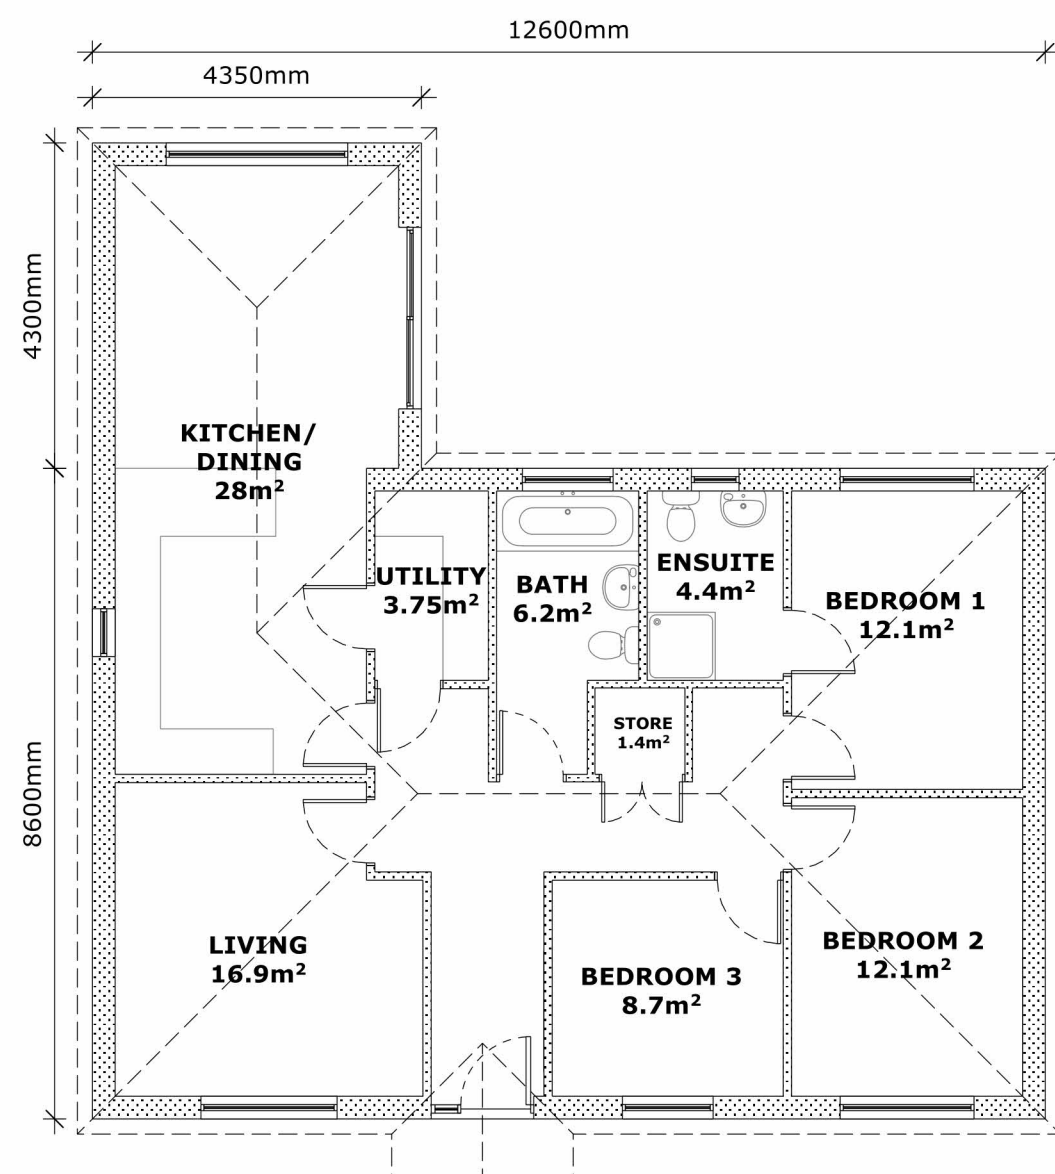 12600mm
4350mm
4300mm
KITCHEN/
DINING
28m²
UTILITY
3.75m²
BATH
6.2m²
ENSUITE
4.4m²
BEDROOM 1
12.1m²
STORE
1.4m²
8600mm
LIVING
16.9m²
BEDROOM 3
8.7m²
BEDROOM 2
12.1m²